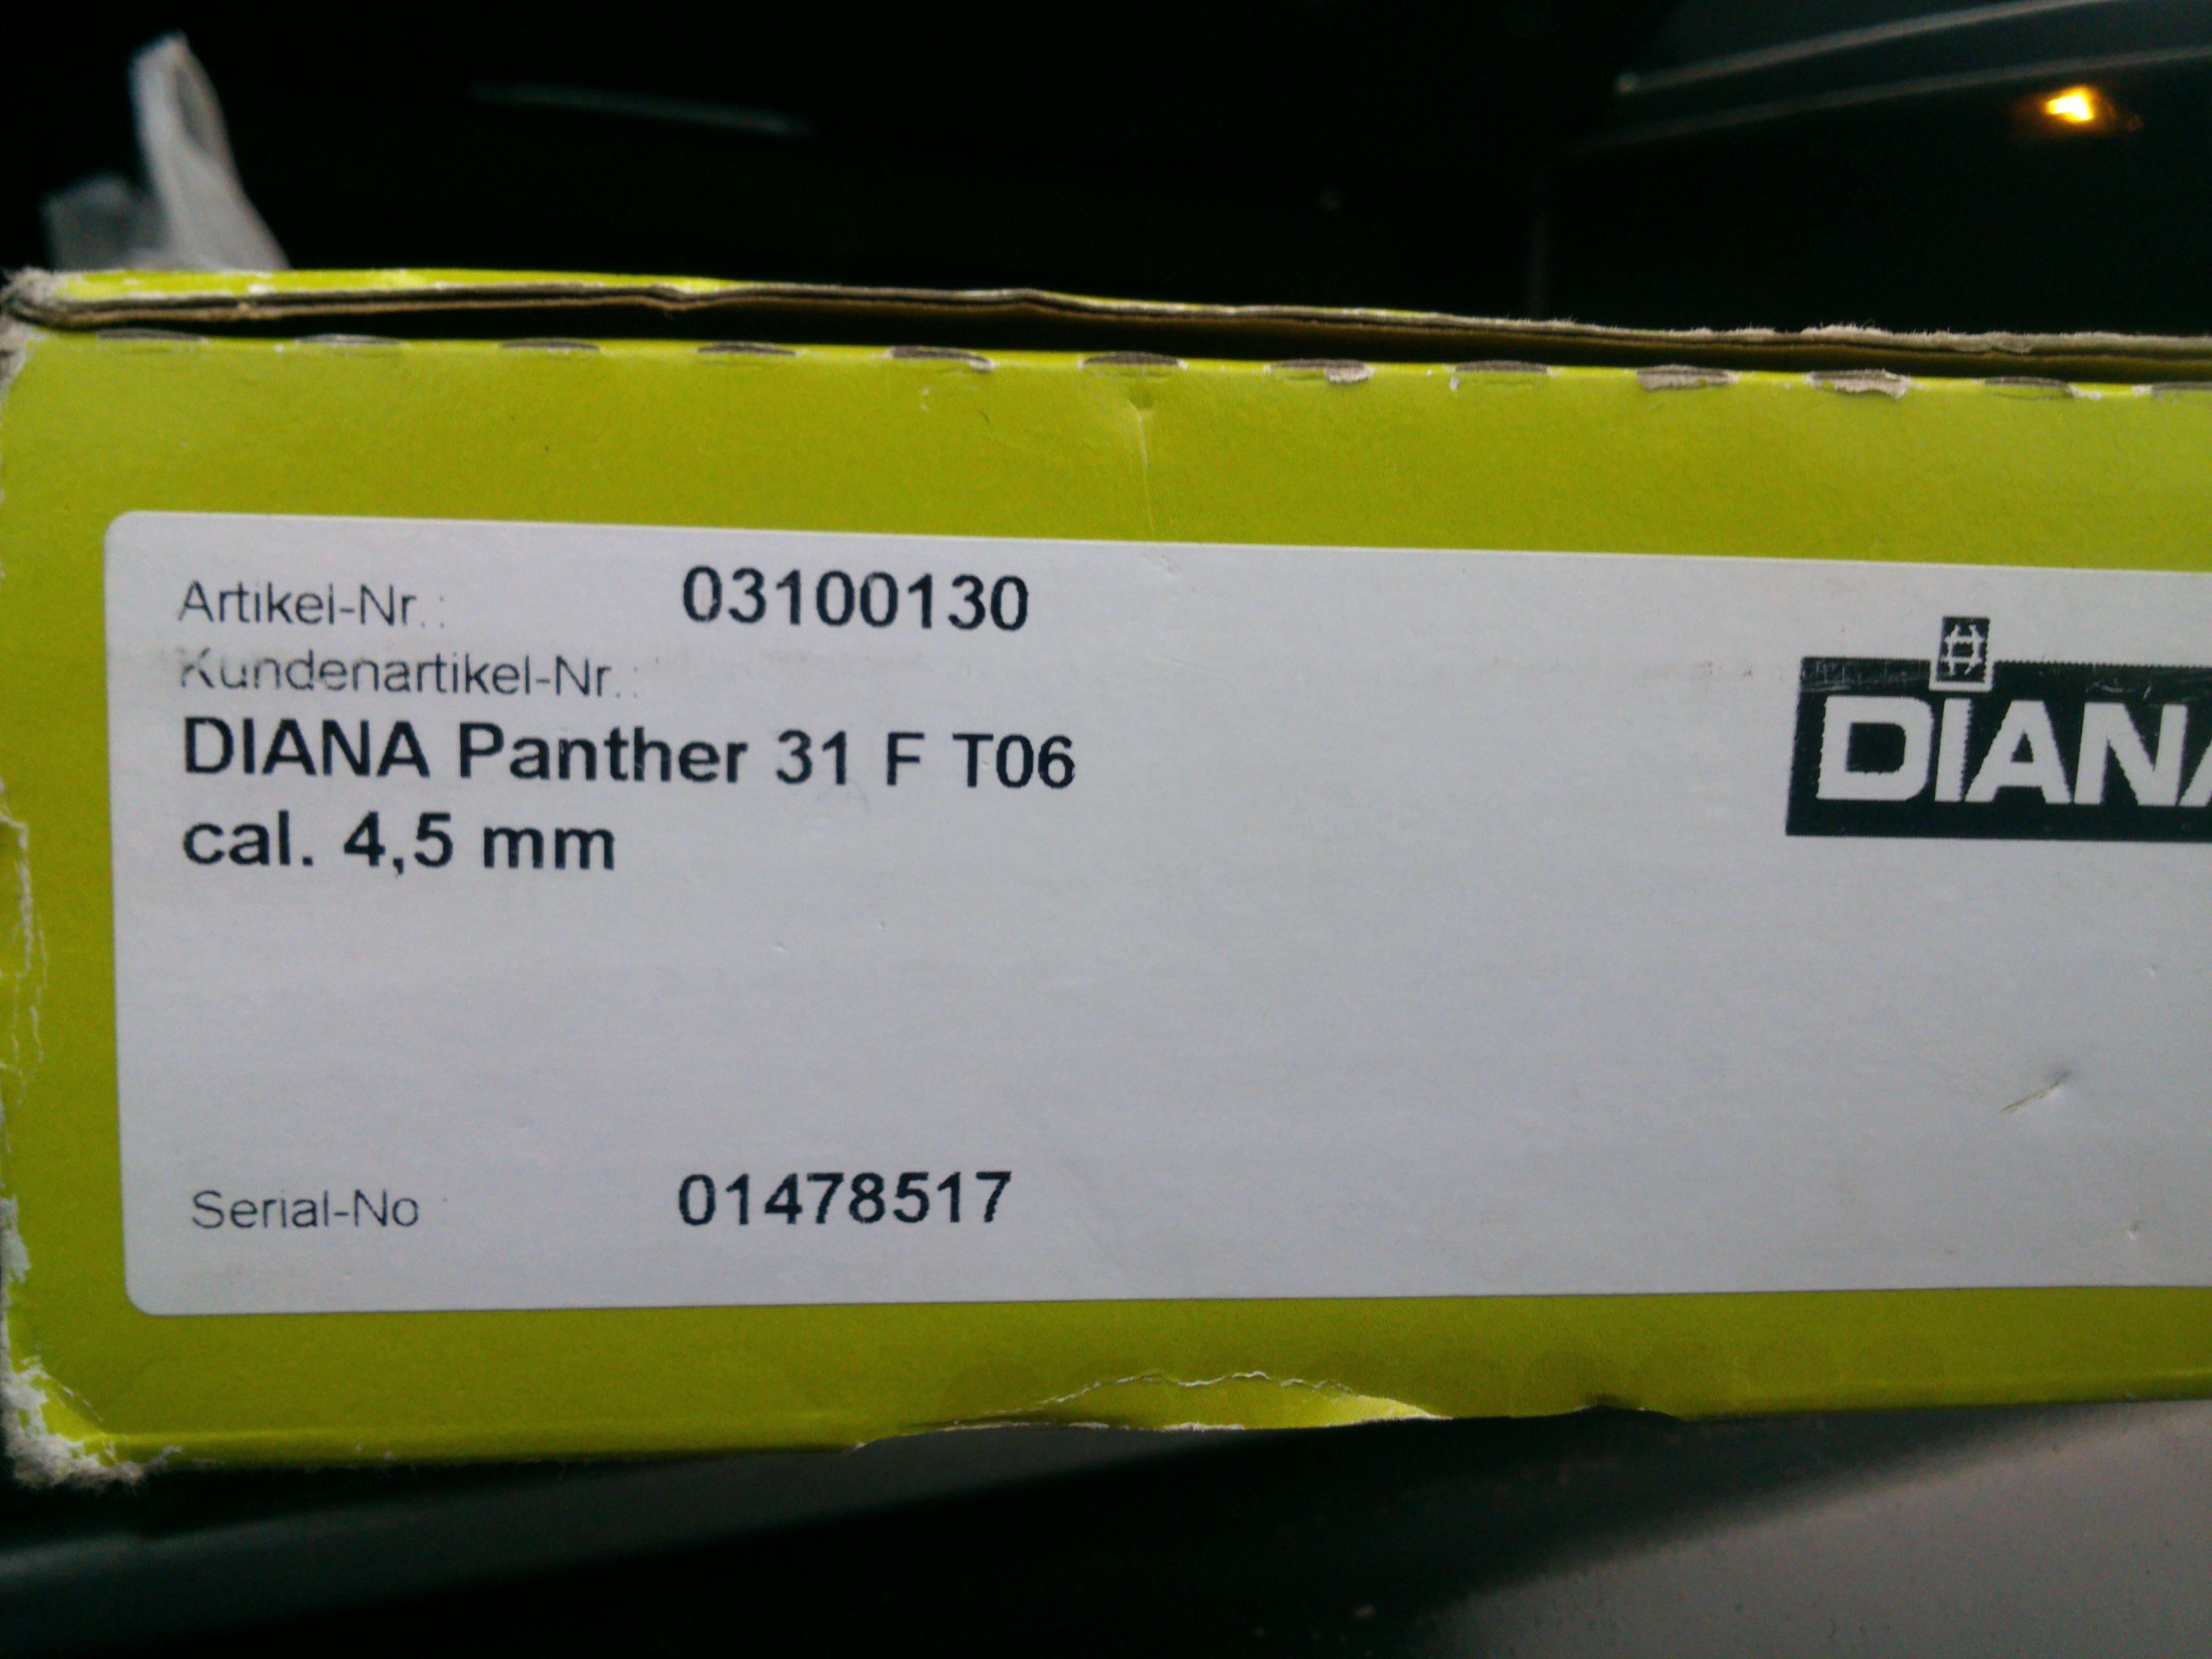 Artikel-Nr.: 03100130
Kundenartikel-Nr.:
DIANA Panther 31 F T06
cal. 4,5 mm
DIANA
Serial-No 01478517